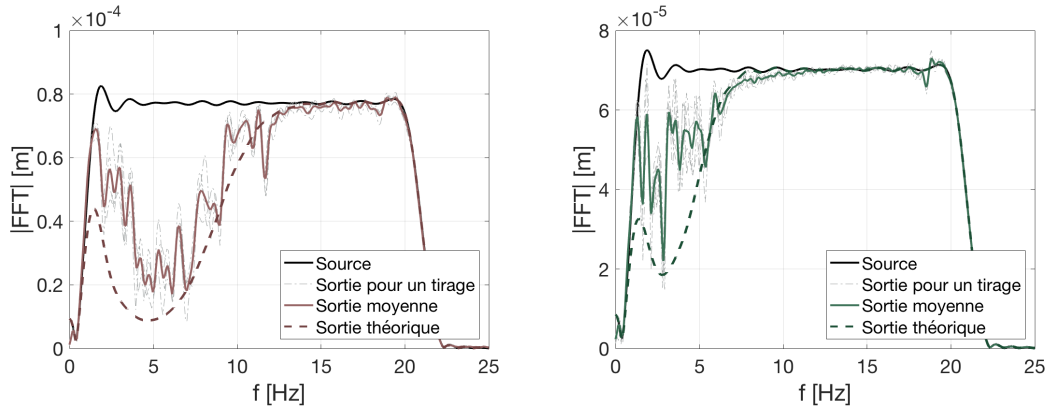 ×10⁻⁴
1
0.8
0.6
0.4
0.2
0
|FFT| [m]
0 5 10 15 20 25
f [Hz]
Source
Sortie pour un tirage
Sortie moyenne
Sortie théorique
×10⁻⁵
8
6
4
2
0
|FFT| [m]
0 5 10 15 20 25
f [Hz]
Source
Sortie pour un tirage
Sortie moyenne
Sortie théorique